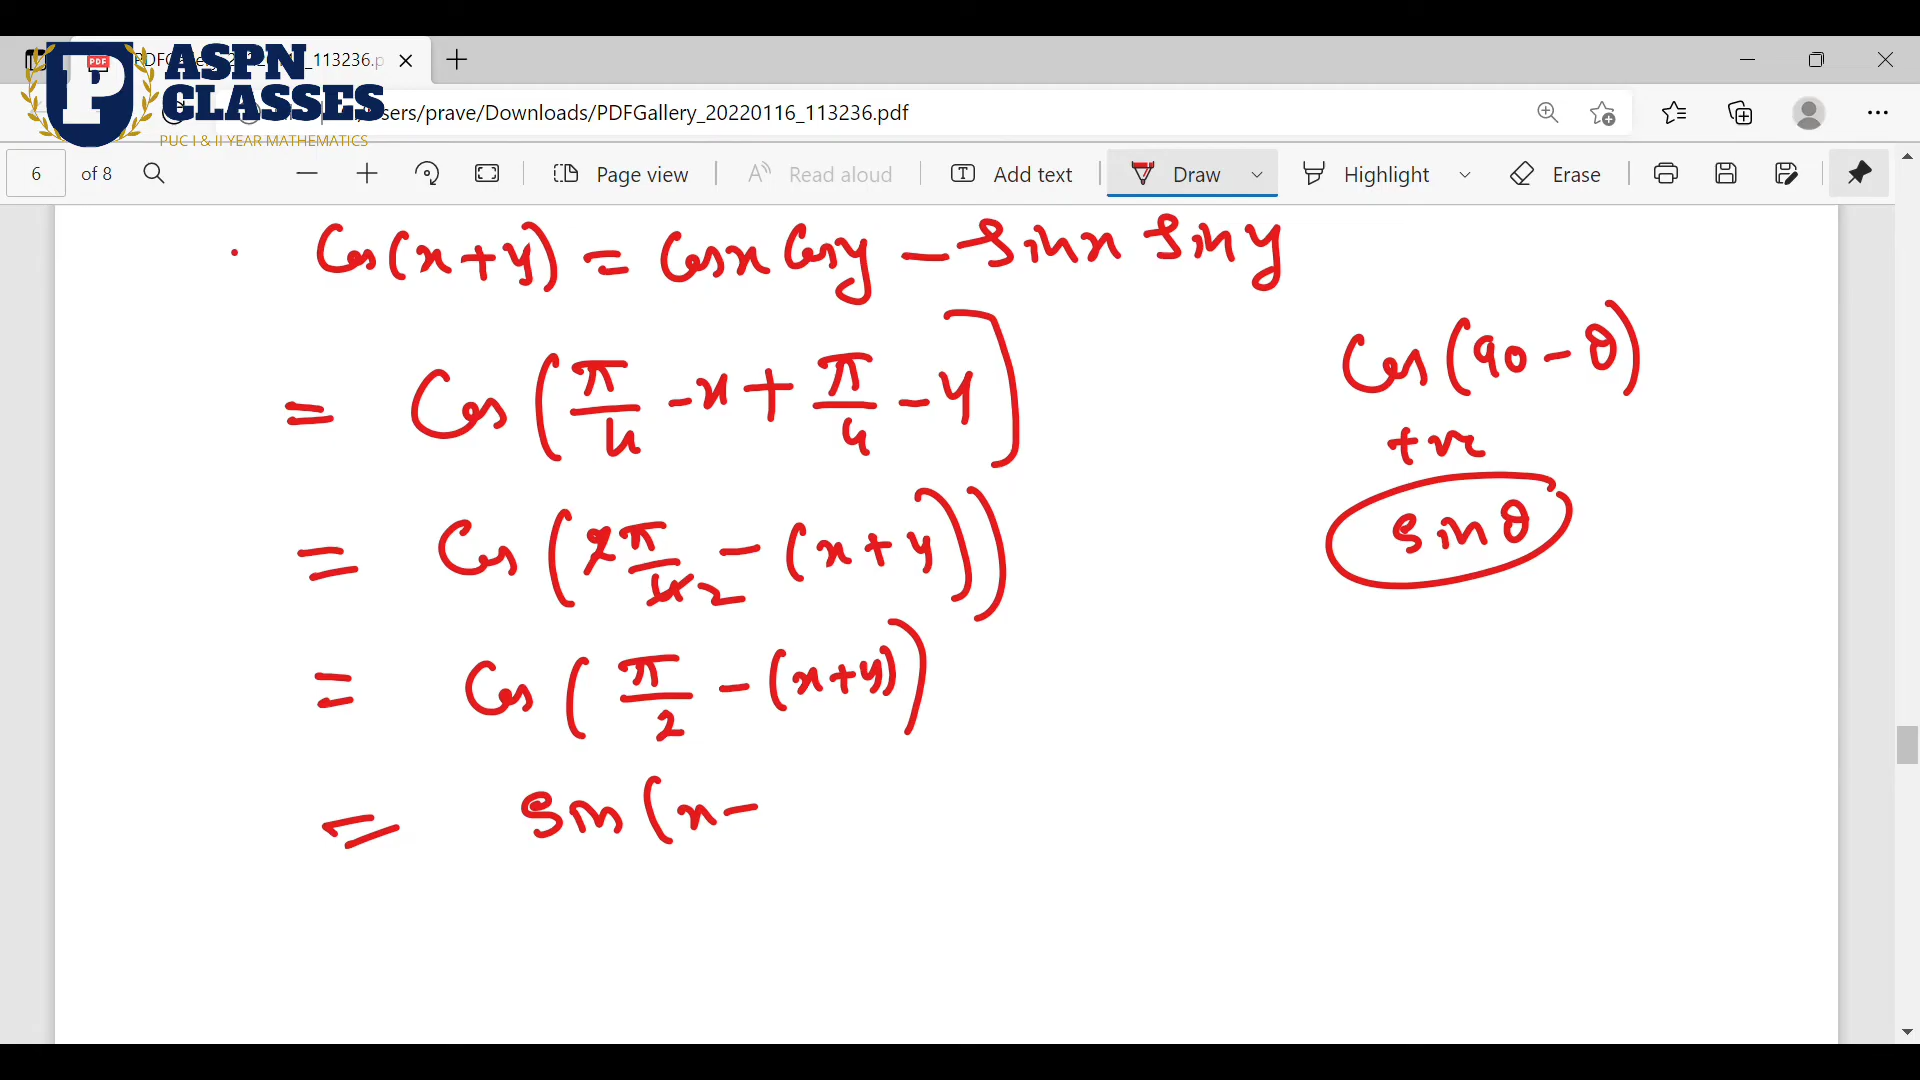 ASPN
CLASSES
PUC I & II YEAR MATHEMATICS
_113236.p
sers/prave/Downloads/PDFGallery_20220116_113236.pdf
6 of 8 Page view Read aloud Add text Draw Highlight Erase
Cos(x+y) = Cosx Cosy - Sinx Siny
= Cos(π/4 - x + π/4 - y]
= Cos(2π/4 2 - (x+y))
= Cos(π/2 - (x+y))
= Sin(x-
Cos(90-θ)
+ve
Sinθ